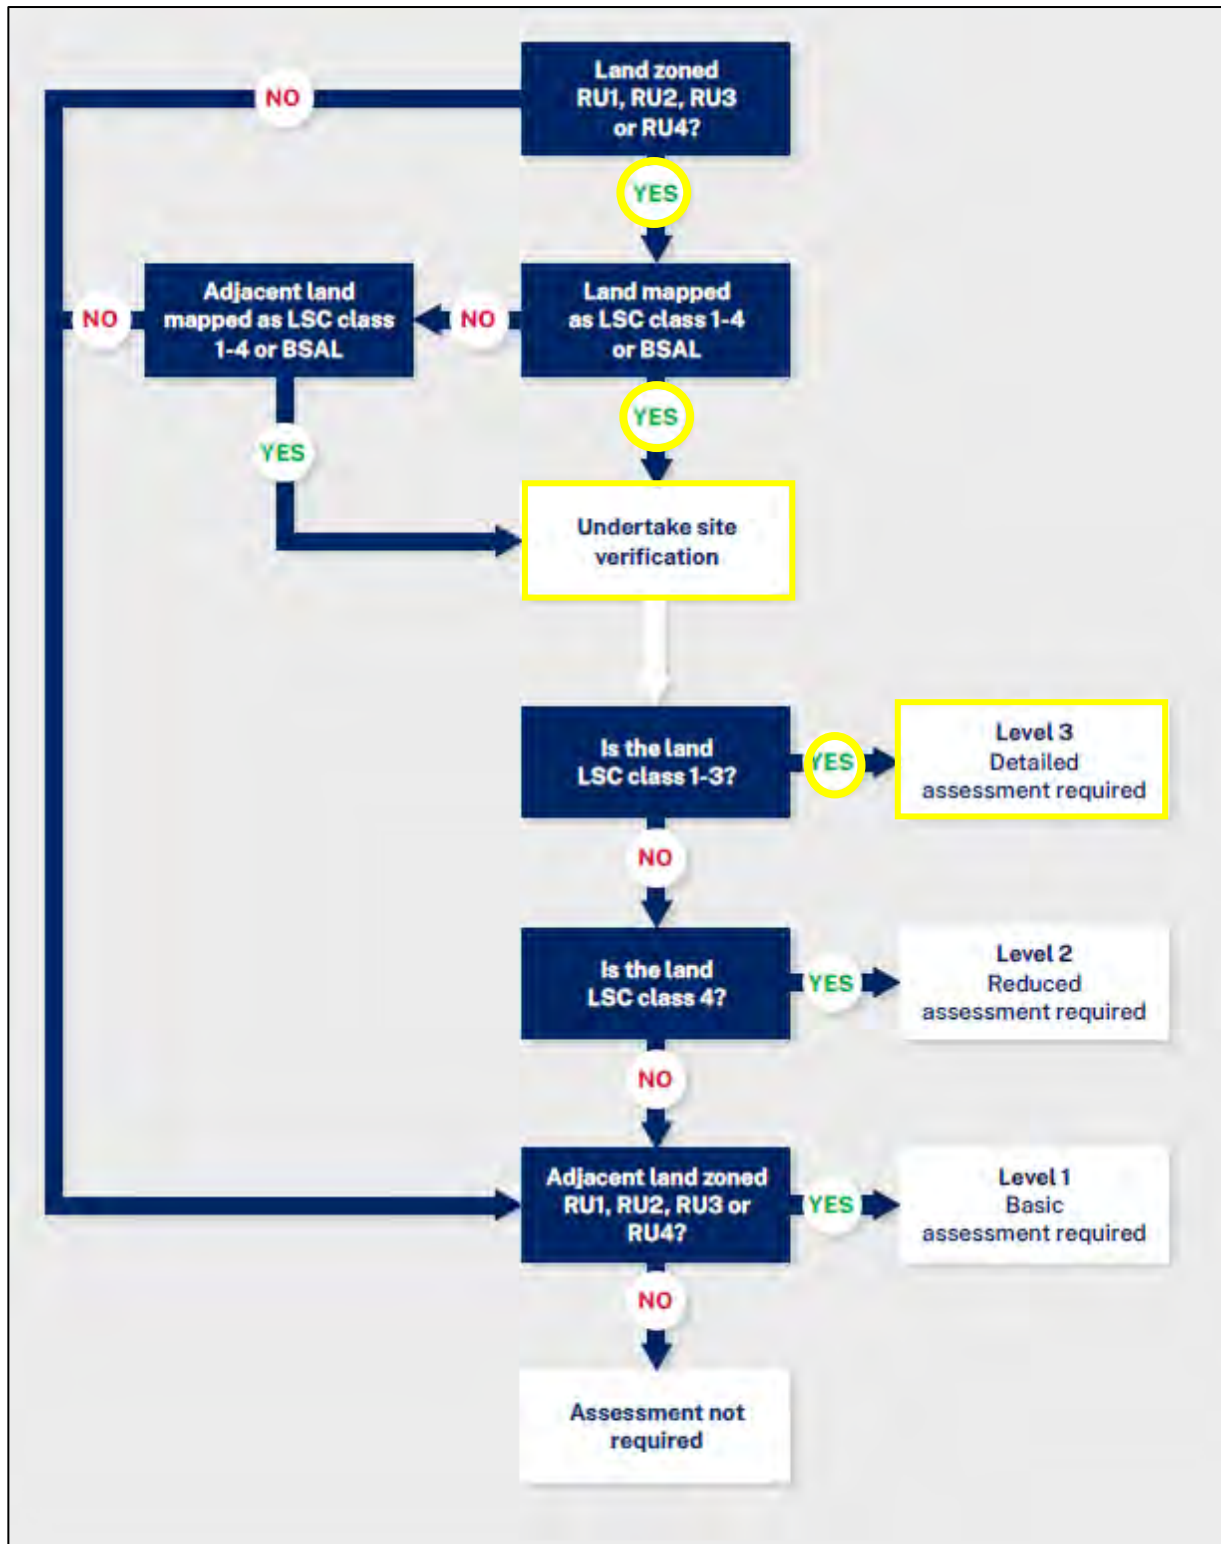 Land zoned
RU1, RU2, RU3
or RU4?
NO
YES
Adjacent land
mapped as LSC class
1-4 or BSAL
Land mapped
as LSC class 1-4
or BSAL
NO
NO
YES
YES
Undertake site
verification
Is the land
LSC class 1-3?
YES
Level 3
Detailed
assessment required
NO
Is the land
LSC class 4?
YES
Level 2
Reduced
assessment required
NO
Adjacent land zoned
RU1, RU2, RU3 or
RU4?
YES
Level 1
Basic
assessment required
NO
Assessment not
required